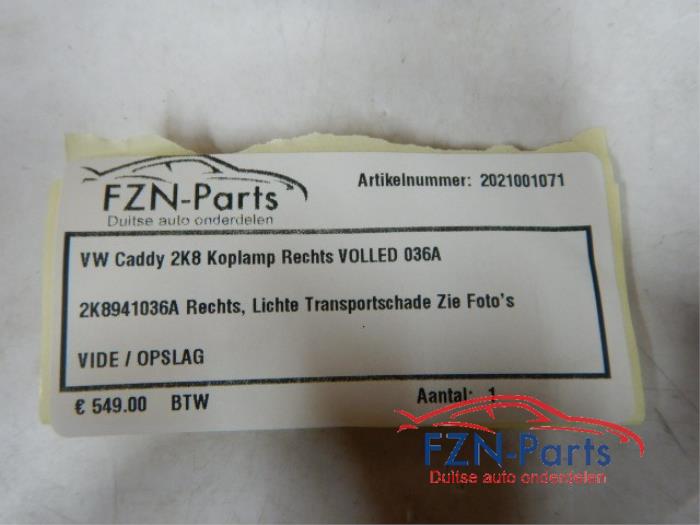 FZN-Parts
Duitse auto onderdelen
Artikelnummer: 2021001071
VW Caddy 2K8 Koplamp Rechts VOLLED 036A
2K8941036A Rechts, Lichte Transportschade Zie Foto's
VIDE / OPSLAG
€ 549.00 BTW
Aantal: 1
FZN-Parts
Duitse auto onderdelen